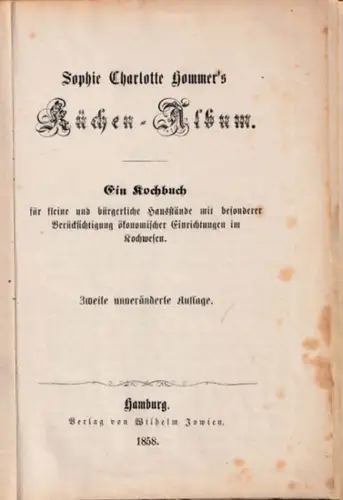 Sophie Charlotte Hommer's
Küchen-Album.
Ein Kochbuch
für kleine und bürgerliche Hausstände mit besonderer
Berücksichtigung ökonomischer Einrichtungen im
Kochwesen.
Zweite unveränderte Auflage.
Hamburg.
Verlag von Wilhelm Jowien.
1858.